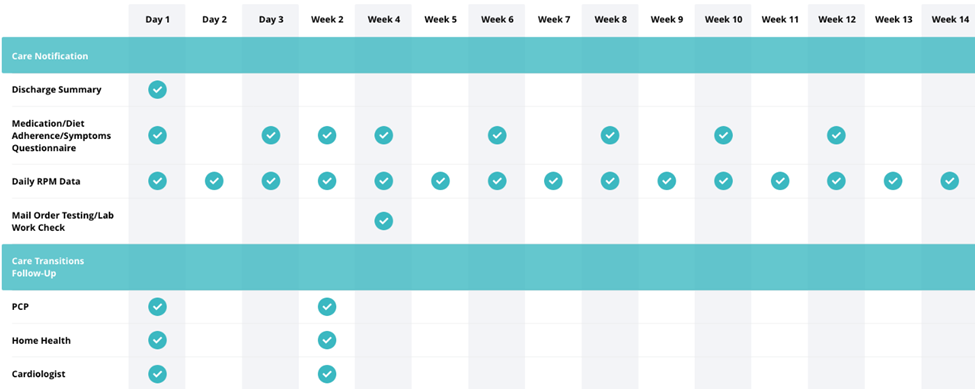 Day 1 Day 2 Day 3 Week 2 Week 4 Week 5 Week 6 Week 7 Week 8 Week 9 Week 10 Week 11 Week 12 Week 13 Week 14
Care Notification
Discharge Summary
Medication/Diet
Adherence/Symptoms
Questionnaire
Daily RPM Data
Mail Order Testing/Lab
Work Check
Care Transitions
Follow-Up
PCP
Home Health
Cardiologist